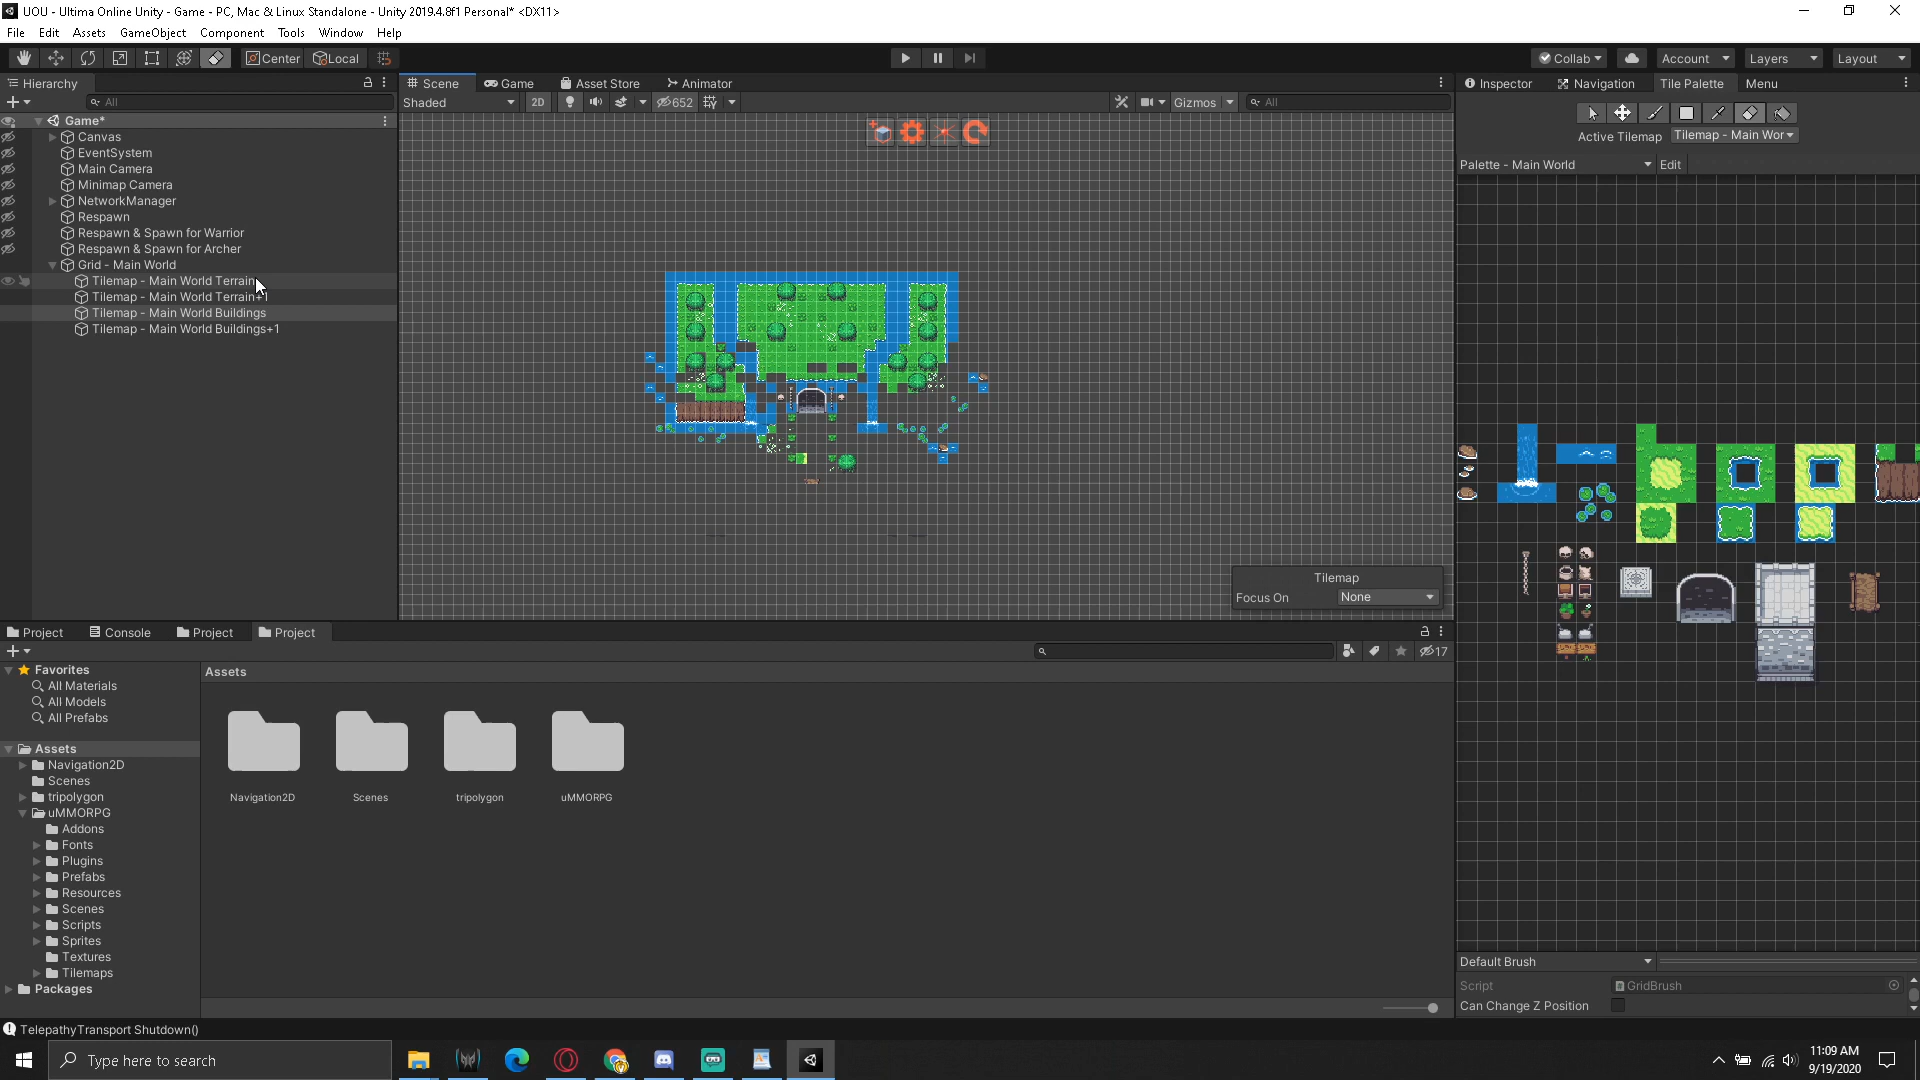 UOU - Ultima Online Unity - Game - PC, Mac & Linux Standalone - Unity 2019.4.8f1 Personal* <DX11>
File Edit Assets GameObject Component Tools Window Help
Center Local Collab Account Layers Layout
Hierarchy Scene Game Asset Store Animator Inspector Navigation Tile Palette Menu
All Shaded 2D 652 Gizmos All
Game*
Canvas
EventSystem
Main Camera
Minimap Camera
NetworkManager
Respawn
Respawn & Spawn for Warrior
Respawn & Spawn for Archer
Grid - Main World
Tilemap - Main World Terrain
Tilemap - Main World Terrain+1
Tilemap - Main World Buildings
Tilemap - Main World Buildings+1
Active Tilemap Tilemap - Main Wor
Palette - Main World Edit
Tilemap
Focus On None
Project Console Project Project
17
Favorites
All Materials
All Models
All Prefabs
Assets
Navigation2D
Scenes
tripolygon
uMMORPG
Addons
Fonts
Plugins
Prefabs
Resources
Scenes
Scripts
Sprites
Textures
Tilemaps
Packages
Assets
Navigation2D Scenes tripolygon uMMORPG
Default Brush
Script GridBrush
Can Change Z Position
TelepathyTransport Shutdown()
Type here to search
11:09 AM
9/19/2020